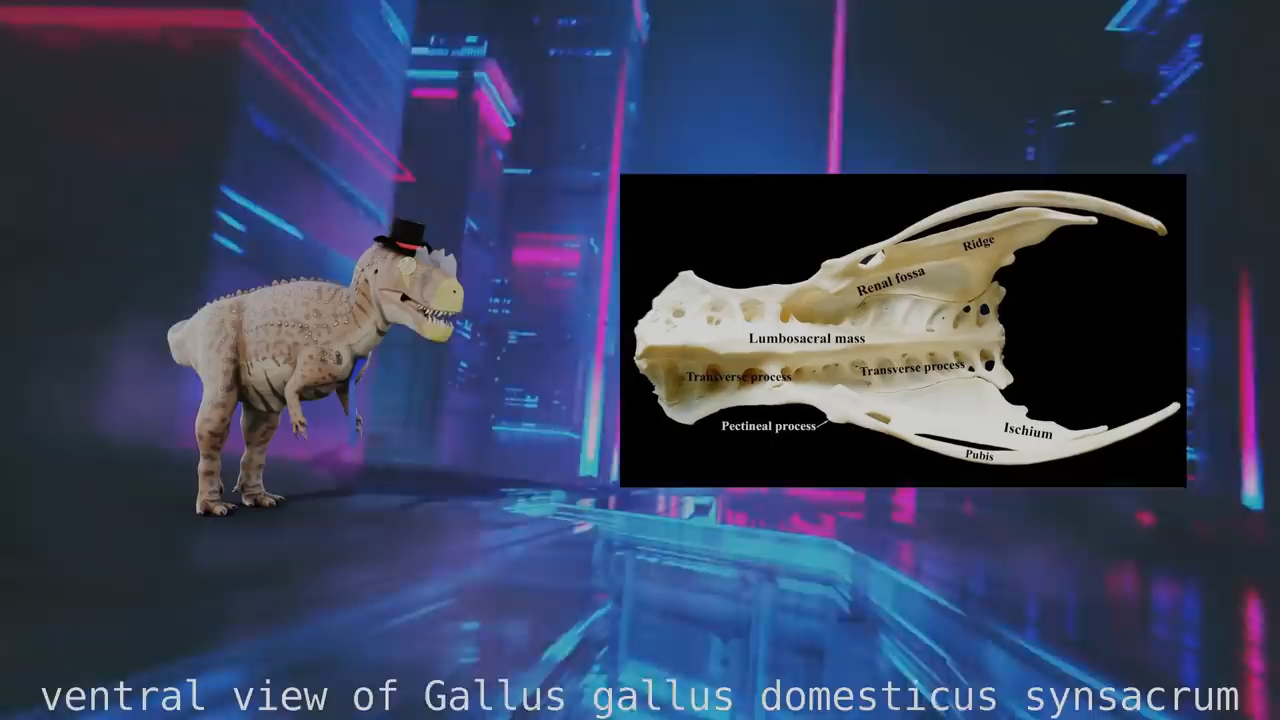 Ridge
Renal fossa
Lumbosacral mass
Transverse process
Transverse process
Pectineal process
Ischium
Pubis
ventral view of Gallus gallus domesticus synsacrum